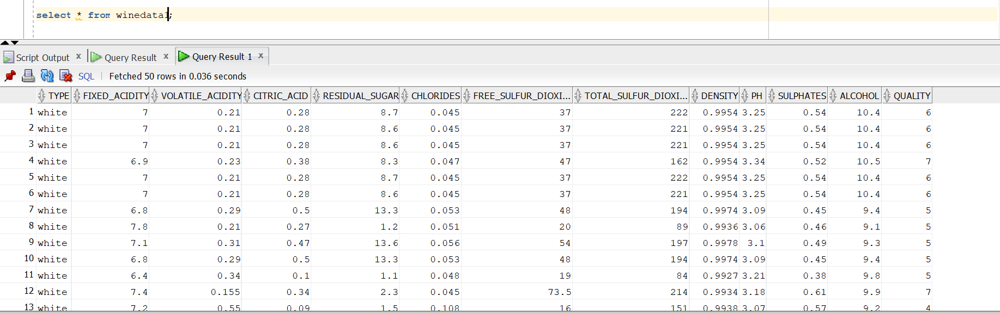 select * from winedata1;
Script Output x Query Result x Query Result 1 x
SQL Fetched 50 rows in 0.036 seconds
TYPE FIXED_ACIDITY VOLATILE_ACIDITY CITRIC_ACID RESIDUAL_SUGAR CHLORIDES FREE_SULFUR_DIOXI... TOTAL_SULFUR_DIOXI... DENSITY PH SULPHATES ALCOHOL QUALITY
1 white 7 0.21 0.28 8.7 0.045 37 222 0.9954 3.25 0.54 10.4 6
2 white 7 0.21 0.28 8.6 0.045 37 221 0.9954 3.25 0.54 10.4 6
3 white 7 0.21 0.28 8.6 0.045 37 221 0.9954 3.25 0.54 10.4 6
4 white 6.9 0.23 0.38 8.3 0.047 47 162 0.9954 3.34 0.52 10.5 7
5 white 7 0.21 0.28 8.7 0.045 37 222 0.9954 3.25 0.54 10.4 6
6 white 7 0.21 0.28 8.6 0.045 37 221 0.9954 3.25 0.54 10.4 6
7 white 6.8 0.29 0.5 13.3 0.053 48 194 0.9974 3.09 0.45 9.4 5
8 white 7.8 0.21 0.27 1.2 0.051 20 89 0.9936 3.06 0.46 9.1 5
9 white 7.1 0.31 0.47 13.6 0.056 54 197 0.9978 3.1 0.49 9.3 5
10 white 6.8 0.29 0.5 13.3 0.053 48 194 0.9974 3.09 0.45 9.4 5
11 white 6.4 0.34 0.1 1.1 0.048 19 84 0.9927 3.21 0.38 9.8 5
12 white 7.4 0.155 0.34 2.3 0.045 73.5 214 0.9934 3.18 0.61 9.9 7
13 white 7.2 0.55 0.09 1.5 0.108 16 151 0.9938 3.07 0.57 9.2 4